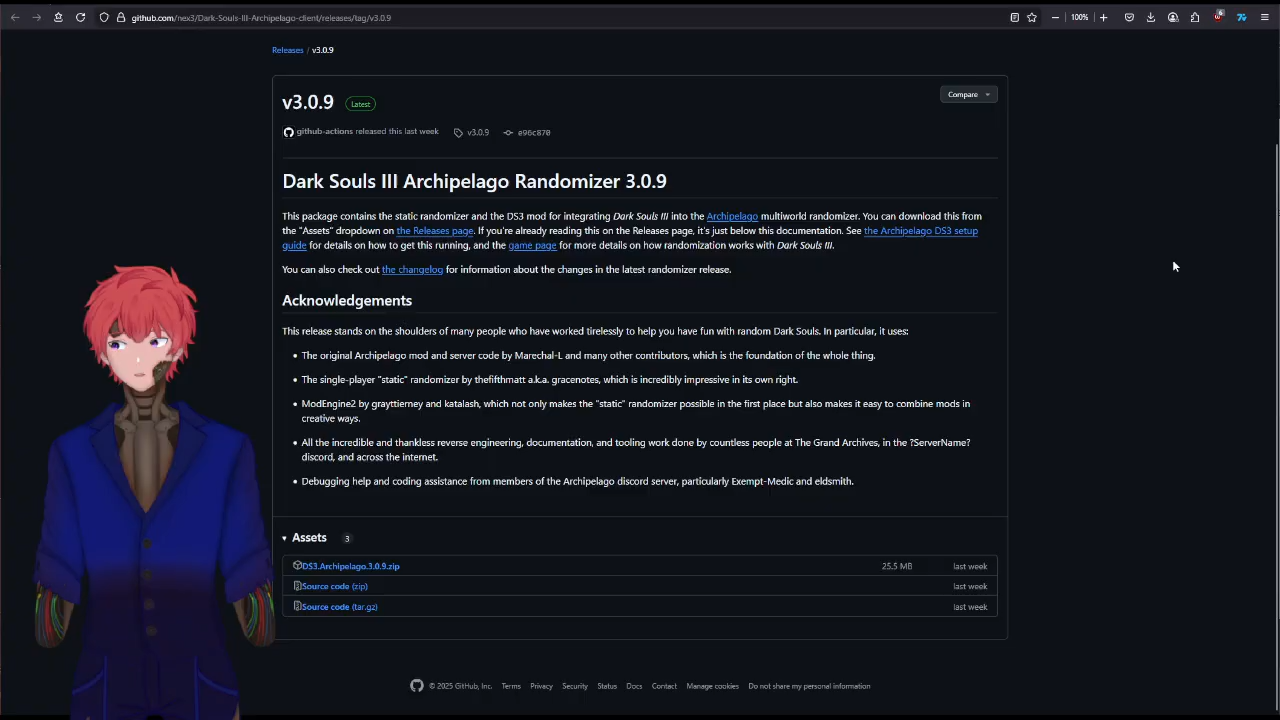 github.com/nex3/Dark-Souls-III-Archipelago-client/releases/tag/v3.0.9
100%
6
Releases / v3.0.9
v3.0.9 Latest
Compare
github-actions released this last week v3.0.9 e96c870
Dark Souls III Archipelago Randomizer 3.0.9
This package contains the static randomizer and the DS3 mod for integrating Dark Souls III into the Archipelago multiworld randomizer. You can download this from
the "Assets" dropdown on the Releases page. If you're already reading this on the Releases page, it's just below this documentation. See the Archipelago DS3 setup
guide for details on how to get this running, and the game page for more details on how randomization works with Dark Souls III.
You can also check out the changelog for information about the changes in the latest randomizer release.
Acknowledgements
This release stands on the shoulders of many people who have worked tirelessly to help you have fun with random Dark Souls. In particular, it uses:
• The original Archipelago mod and server code by Marechal-L and many other contributors, which is the foundation of the whole thing.
• The single-player "static" randomizer by thefifthmatt a.k.a. gracenotes, which is incredibly impressive in its own right.
• ModEngine2 by grayttierney and katalash, which not only makes the "static" randomizer possible in the first place but also makes it easy to combine mods in
creative ways.
• All the incredible and thankless reverse engineering, documentation, and tooling work done by countless people at The Grand Archives, in the ?ServerName?
discord, and across the internet.
• Debugging help and coding assistance from members of the Archipelago discord server, particularly Exempt-Medic and eldsmith.
Assets 3
DS3.Archipelago.3.0.9.zip 25.5 MB last week
Source code (zip) last week
Source code (tar.gz) last week
© 2025 GitHub, Inc. Terms Privacy Security Status Docs Contact Manage cookies Do not share my personal information